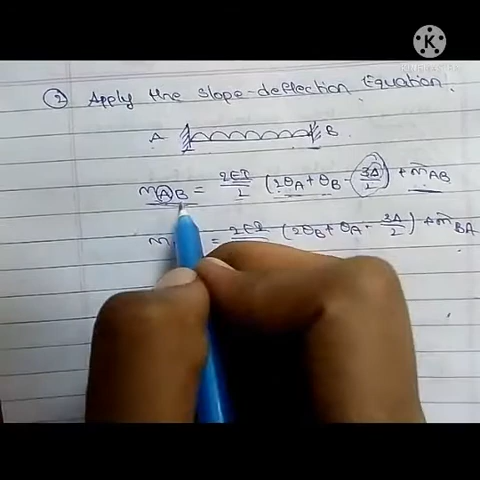 ② Apply the slope-deflection Equation.
A B
MAB = 2EI/L (2θA + θB - 3Δ/L) + M̅AB
M = 2EI (2θB + θA - 3Δ/L) + M̅BA